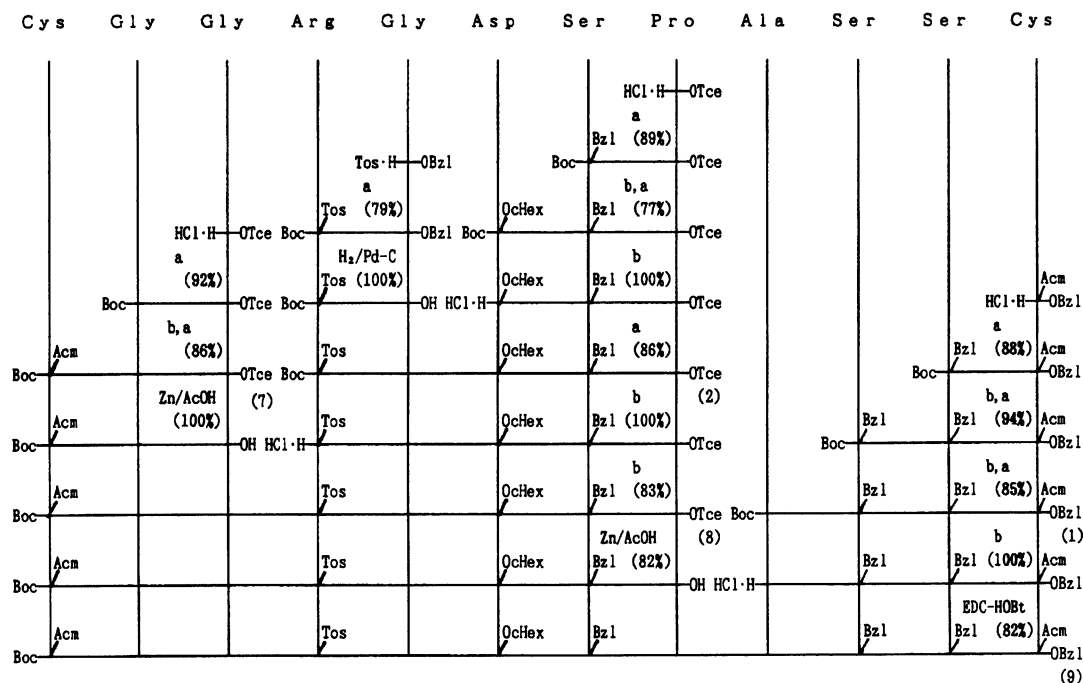 Cys Gly Gly Arg Gly Asp Ser Pro Ala Ser Ser Cys
HCl·H OTce
a
Bzl (89%)
Tos·H OBzl Boc OTce
a b,a
Tos (79%) OcHex Bzl (77%)
HCl·H OTce Boc OBzl Boc OTce
a H₂/Pd-C b
(92%) Tos (100%) OcHex Bzl (100%) Acm
Boc OTce Boc OH HCl·H OTce HCl·H OBzl
b,a a a
Acm (86%) Tos OcHex Bzl (86%) Bzl (88%) Acm
Boc OTce Boc OTce Boc OBzl
Zn/AcOH (7) b (2) b,a
Acm (100%) Tos OcHex Bzl (100%) Bzl Bzl (94%) Acm
Boc OH HCl·H OTce Boc OBzl
b b,a
Acm Tos OcHex Bzl (83%) Bzl Bzl (85%) Acm
Boc OTce Boc OBzl
Zn/AcOH (8) b (1)
Acm Tos OcHex Bzl (82%) Bzl Bzl (100%) Acm
Boc OH HCl·H OBzl
EDC-HOBt
Acm Tos OcHex Bzl Bzl Bzl (82%) Acm
Boc OBzl
(9)